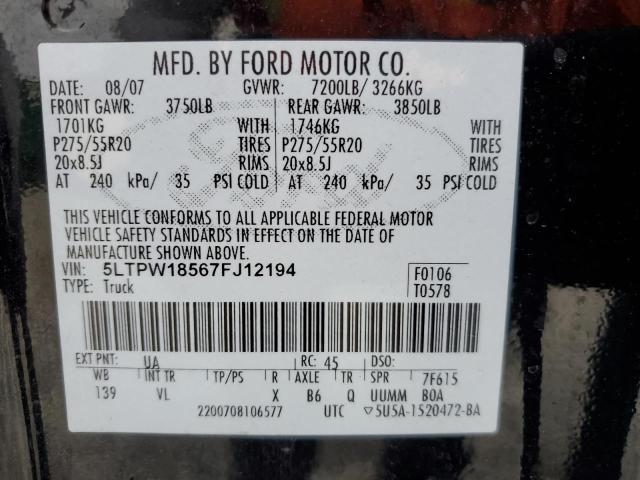 MFD. BY FORD MOTOR CO.
DATE: 08/07 GVWR: 7200LB/ 3266KG
FRONT GAWR: 3750LB REAR GAWR: 3850LB
1701KG WITH 1746KG WITH
P275/55R20 TIRES P275/55R20 TIRES
20x8.5J RIMS 20x8.5J RIMS
AT 240 kPa/ 35 PSI COLD AT 240 kPa/ 35 PSI COLD
THIS VEHICLE CONFORMS TO ALL APPLICABLE FEDERAL MOTOR
VEHICLE SAFETY STANDARDS IN EFFECT ON THE DATE OF
MANUFACTURE SHOWN ABOVE.
VIN: 5LTPW18567FJ12194 F0106
TYPE: Truck T0578
EXT PNT: UA RC: 45 DSO:
WB INT TR TP/PS R AXLE TR SPR 7F615
139 VL X B6 Q UUMM BOA
2200708106577 UTC ▽5U5A-1520472-BA